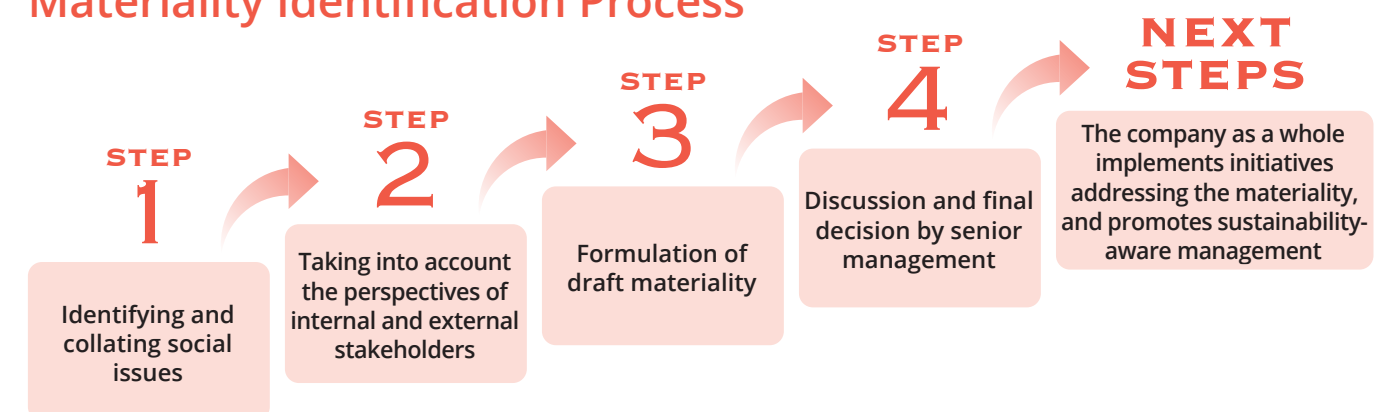 Materiality Identification Process
STEP
1
Identifying and
collating social
issues
STEP
2
Taking into account
the perspectives of
internal and external
stakeholders
STEP
3
Formulation of
draft materiality
STEP
4
Discussion and final
decision by senior
management
NEXT
STEPS
The company as a whole
implements initiatives
addressing the materiality,
and promotes sustainability-
aware management